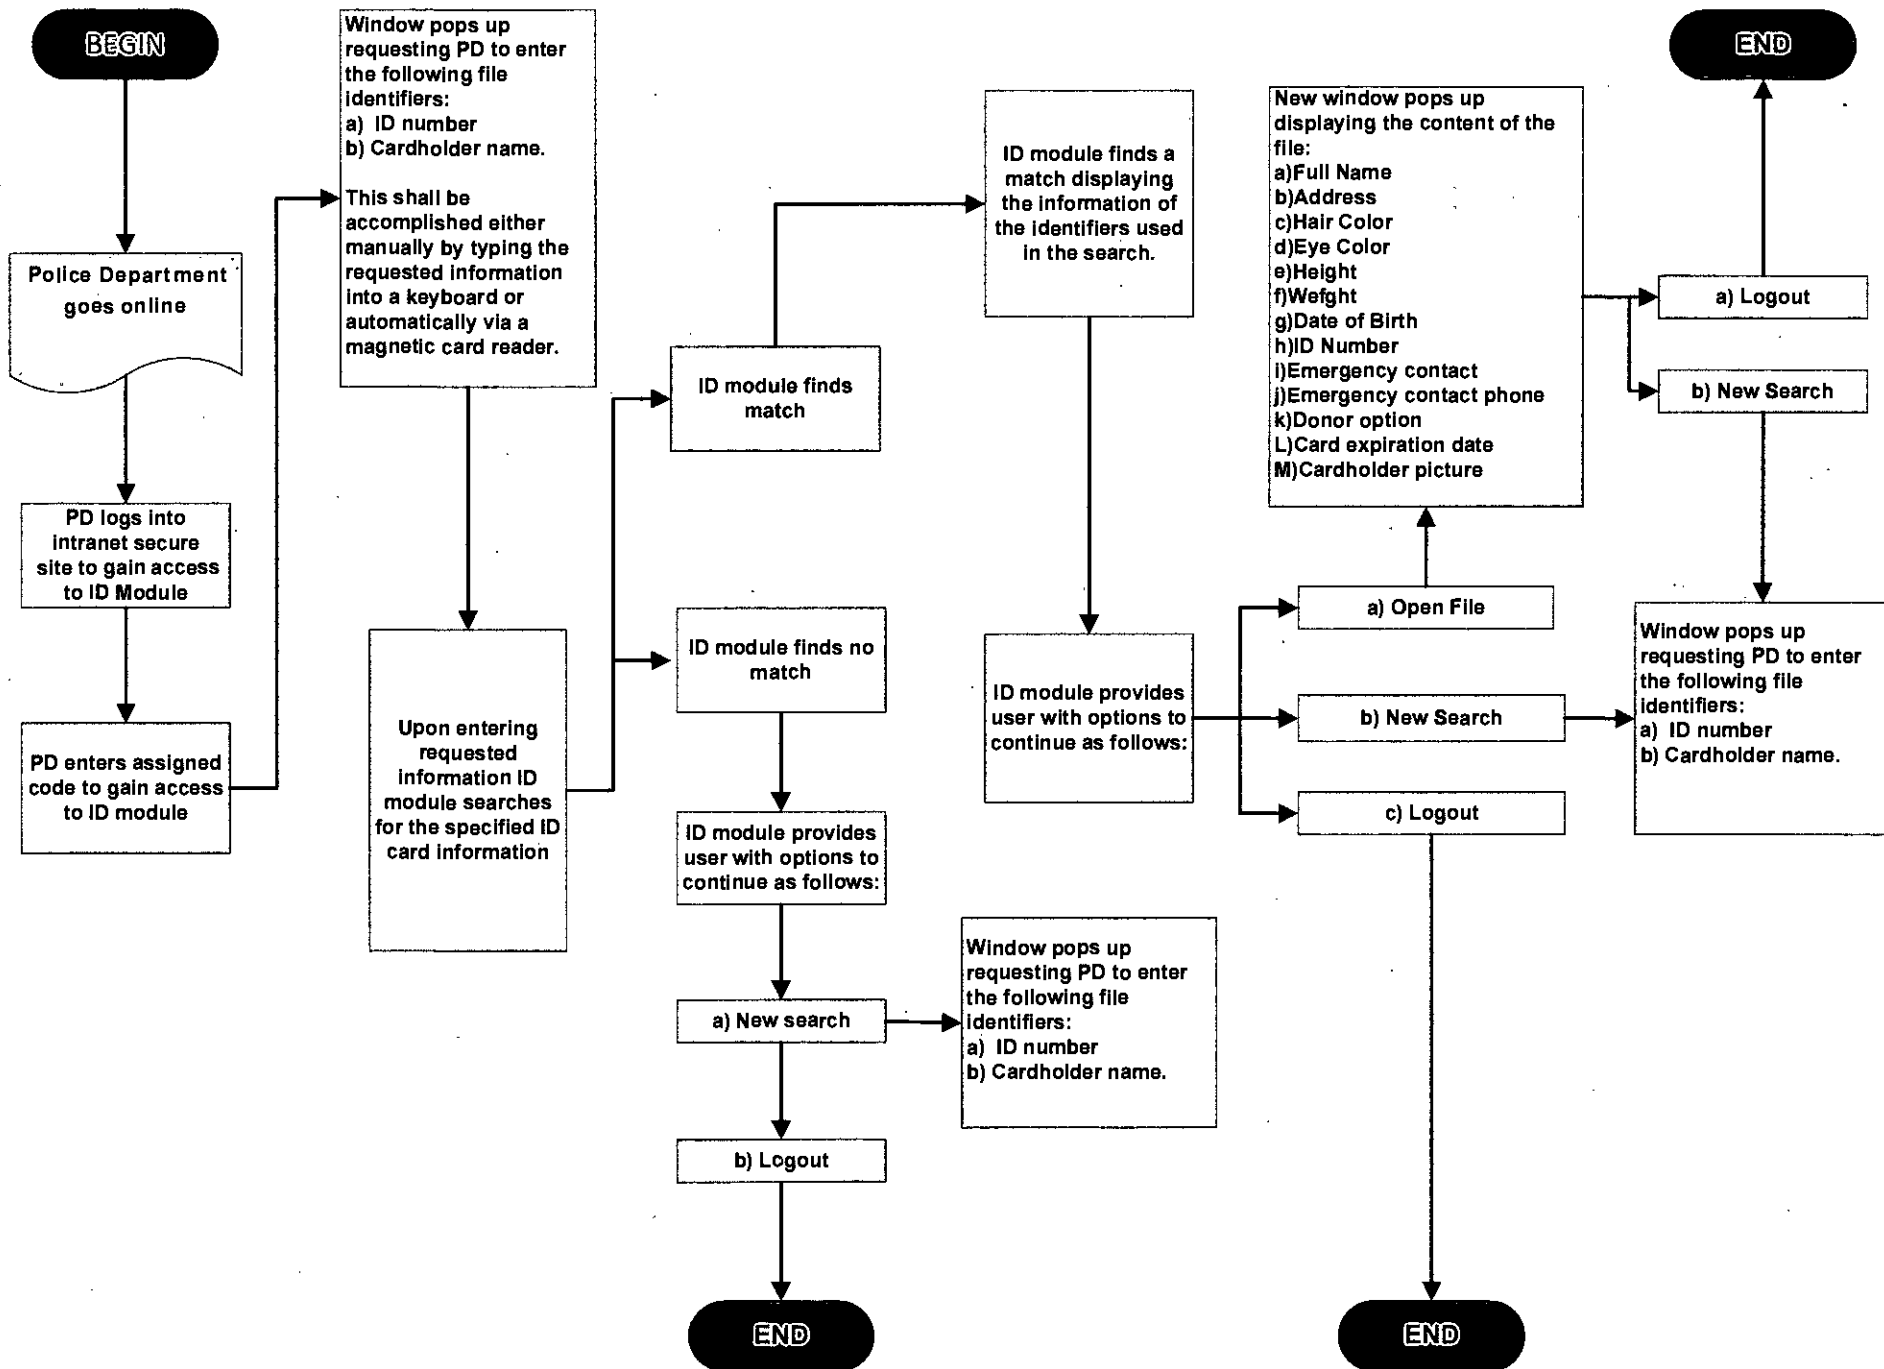 BEGIN
Police Department
goes online
PD logs into
intranet secure
site to gain access
to ID Module
PD enters assigned
code to gain access
to ID module
Window pops up
requesting PD to enter
the following file
identifiers:
a) ID number
b) Cardholder name.
This shall be
accomplished either
manually by typing the
requested information
into a keyboard or
automatically via a
magnetic card reader.
Upon entering
requested
information ID
module searches
for the specified ID
card information
ID module finds
match
ID module finds no
match
ID module provides
user with options to
continue as follows:
a) New search
b) Logout
END
Window pops up
requesting PD to enter
the following file
identifiers:
a) ID number
b) Cardholder name.
ID module finds a
match displaying
the information of
the identifiers used
in the search.
ID module provides
user with options to
continue as follows:
a) Open File
b) New Search
c) Logout
END
New window pops up
displaying the content of the
file:
a)Full Name
b)Address
c)Hair Color
d)Eye Color
e)Height
f)Wefght
g)Date of Birth
h)ID Number
i)Emergency contact
j)Emergency contact phone
k)Donor option
L)Card expiration date
M)Cardholder picture
a) Logout
END
b) New Search
Window pops up
requesting PD to enter
the following file
identifiers:
a) ID number
b) Cardholder name.